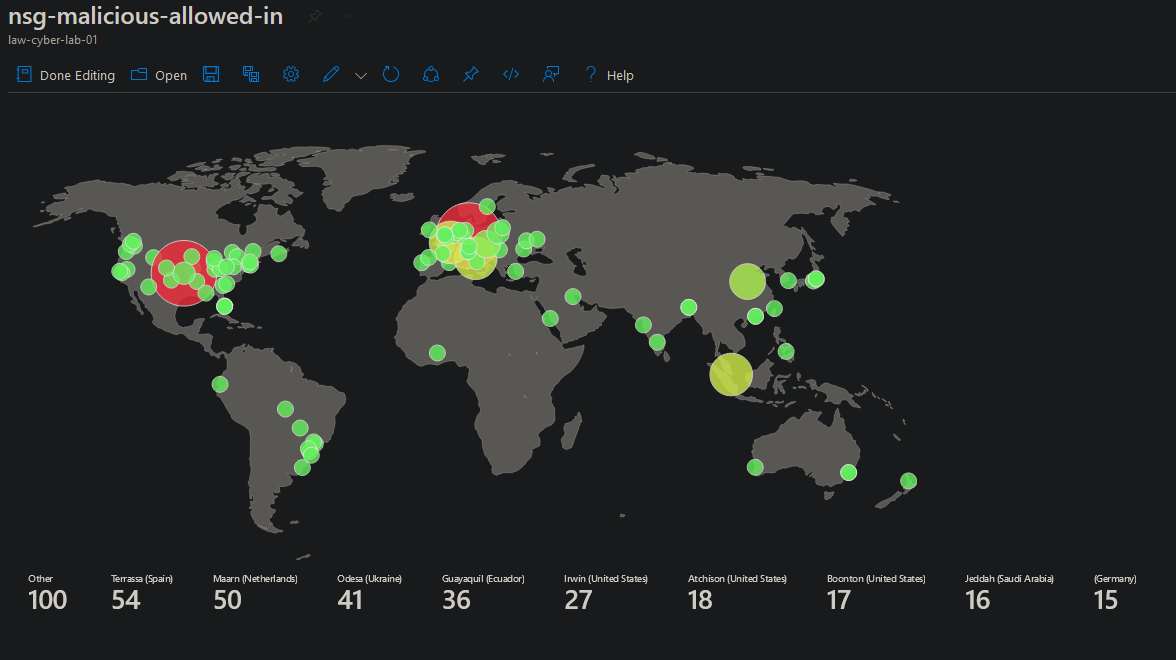 nsg-malicious-allowed-in
law-cyber-lab-01
Done Editing Open Help
Other Terrassa (Spain) Maarn (Netherlands) Odesa (Ukraine) Guayaquil (Ecuador) Irwin (United States) Atchison (United States) Boonton (United States) Jeddah (Saudi Arabia) (Germany)
100 54 50 41 36 27 18 17 16 15